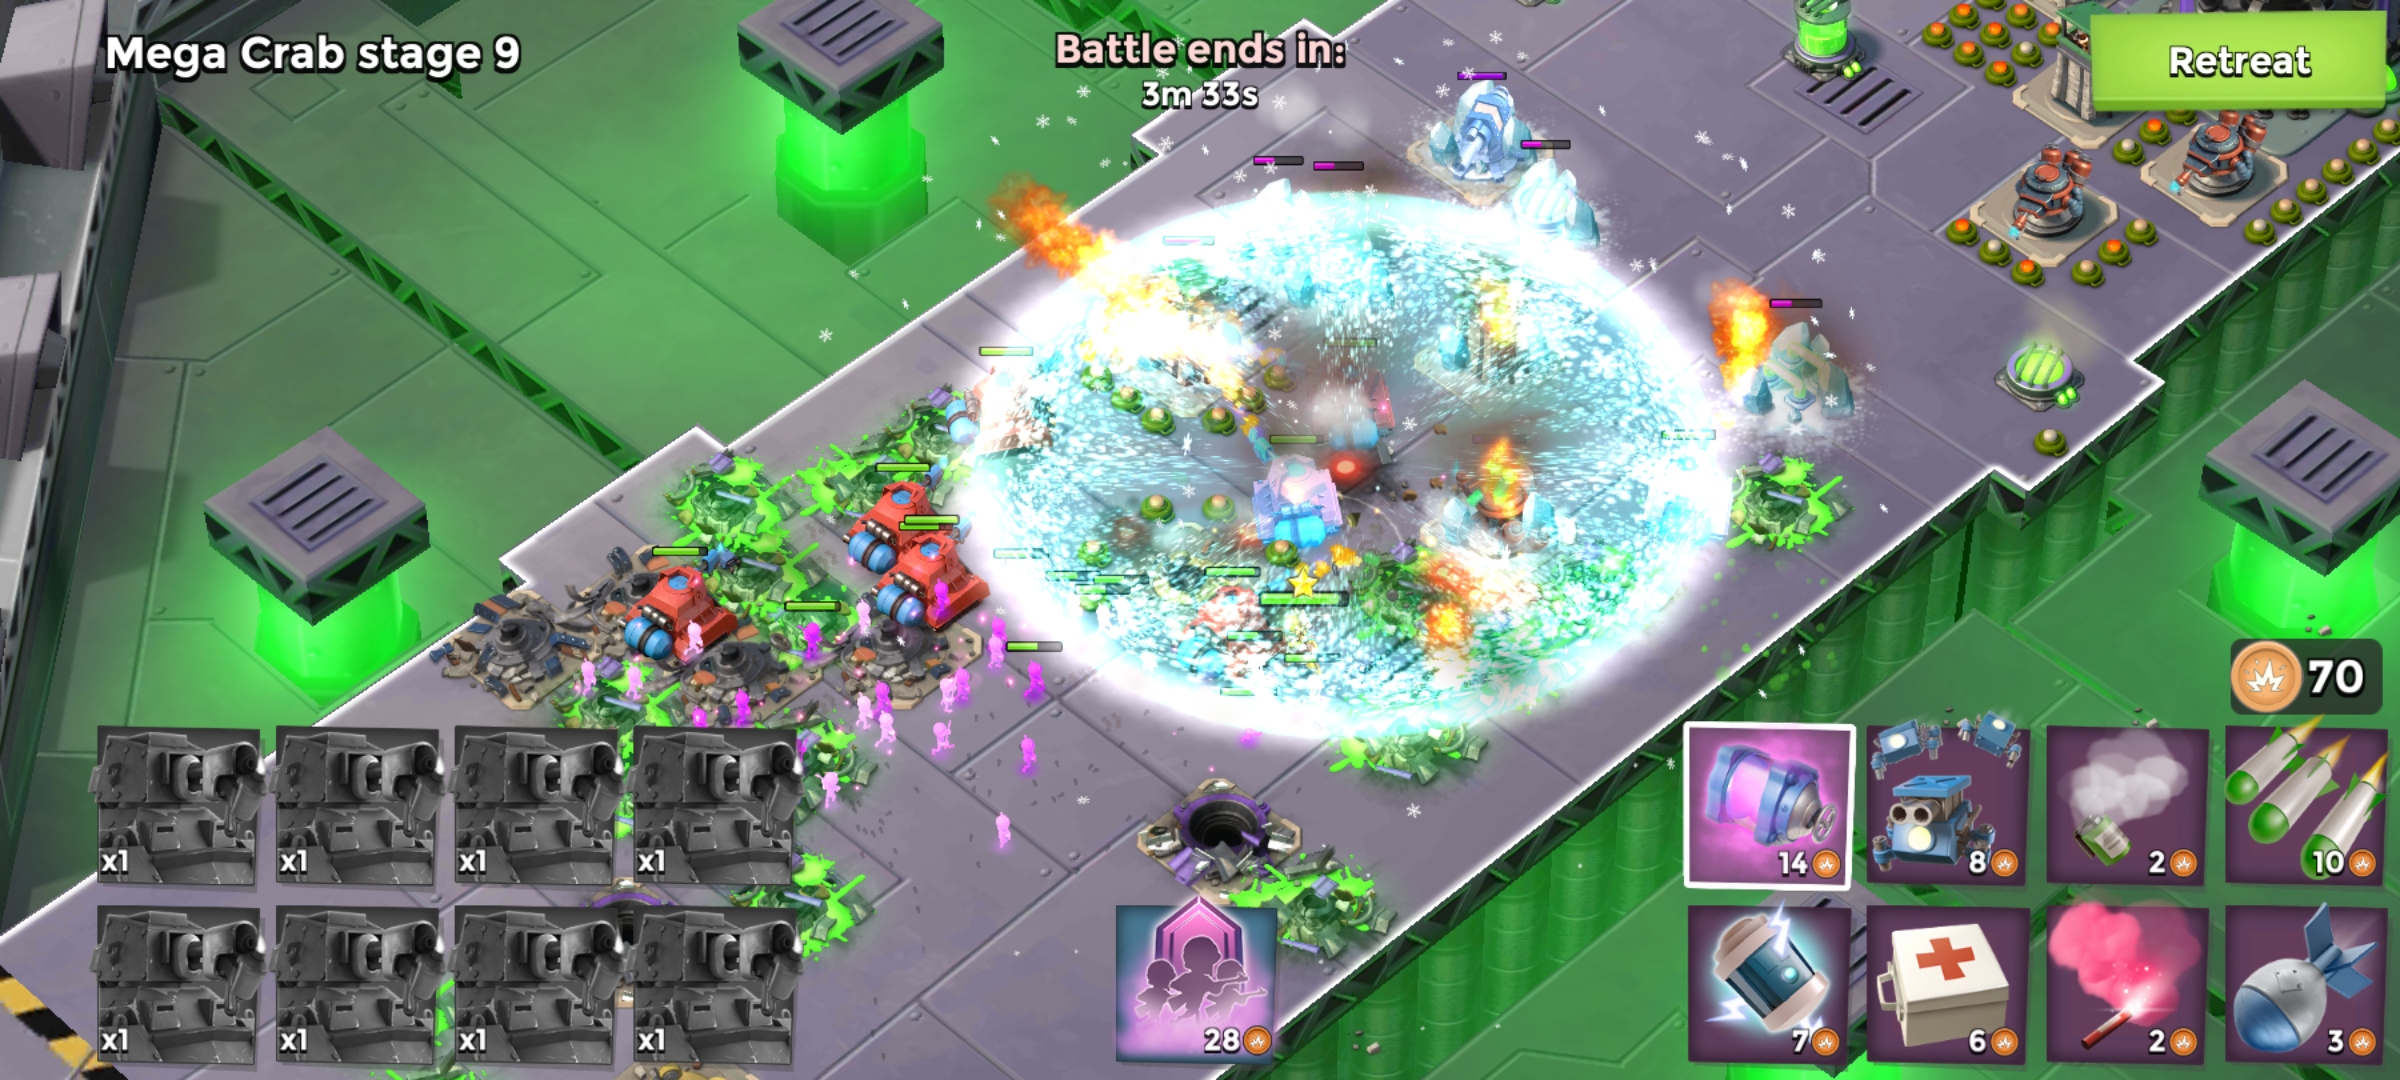 Mega Crab stage 9
Battle ends in:
3m 33s
Retreat
70
x1
x1
x1
x1
14
8
2
10
x1
x1
x1
x1
28
7
6
2
3